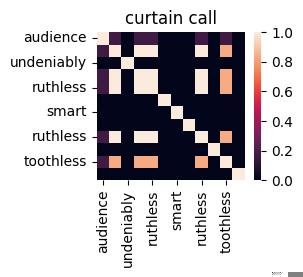 curtain call
audience
undeniably
ruthless
smart
ruthless
toothless
1.0
0.8
0.6
0.4
0.2
0.0
audience
undeniably
ruthless
smart
ruthless
toothless